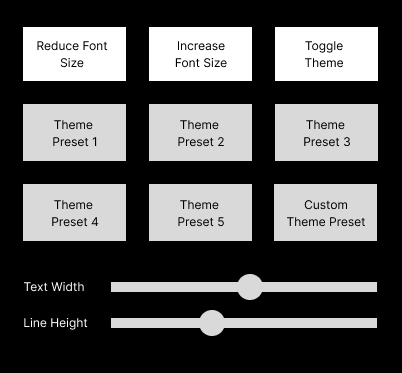 Reduce Font
Size
Increase
Font Size
Toggle
Theme
Theme
Preset 1
Theme
Preset 2
Theme
Preset 3
Theme
Preset 4
Theme
Preset 5
Custom
Theme Preset
Text Width
Line Height